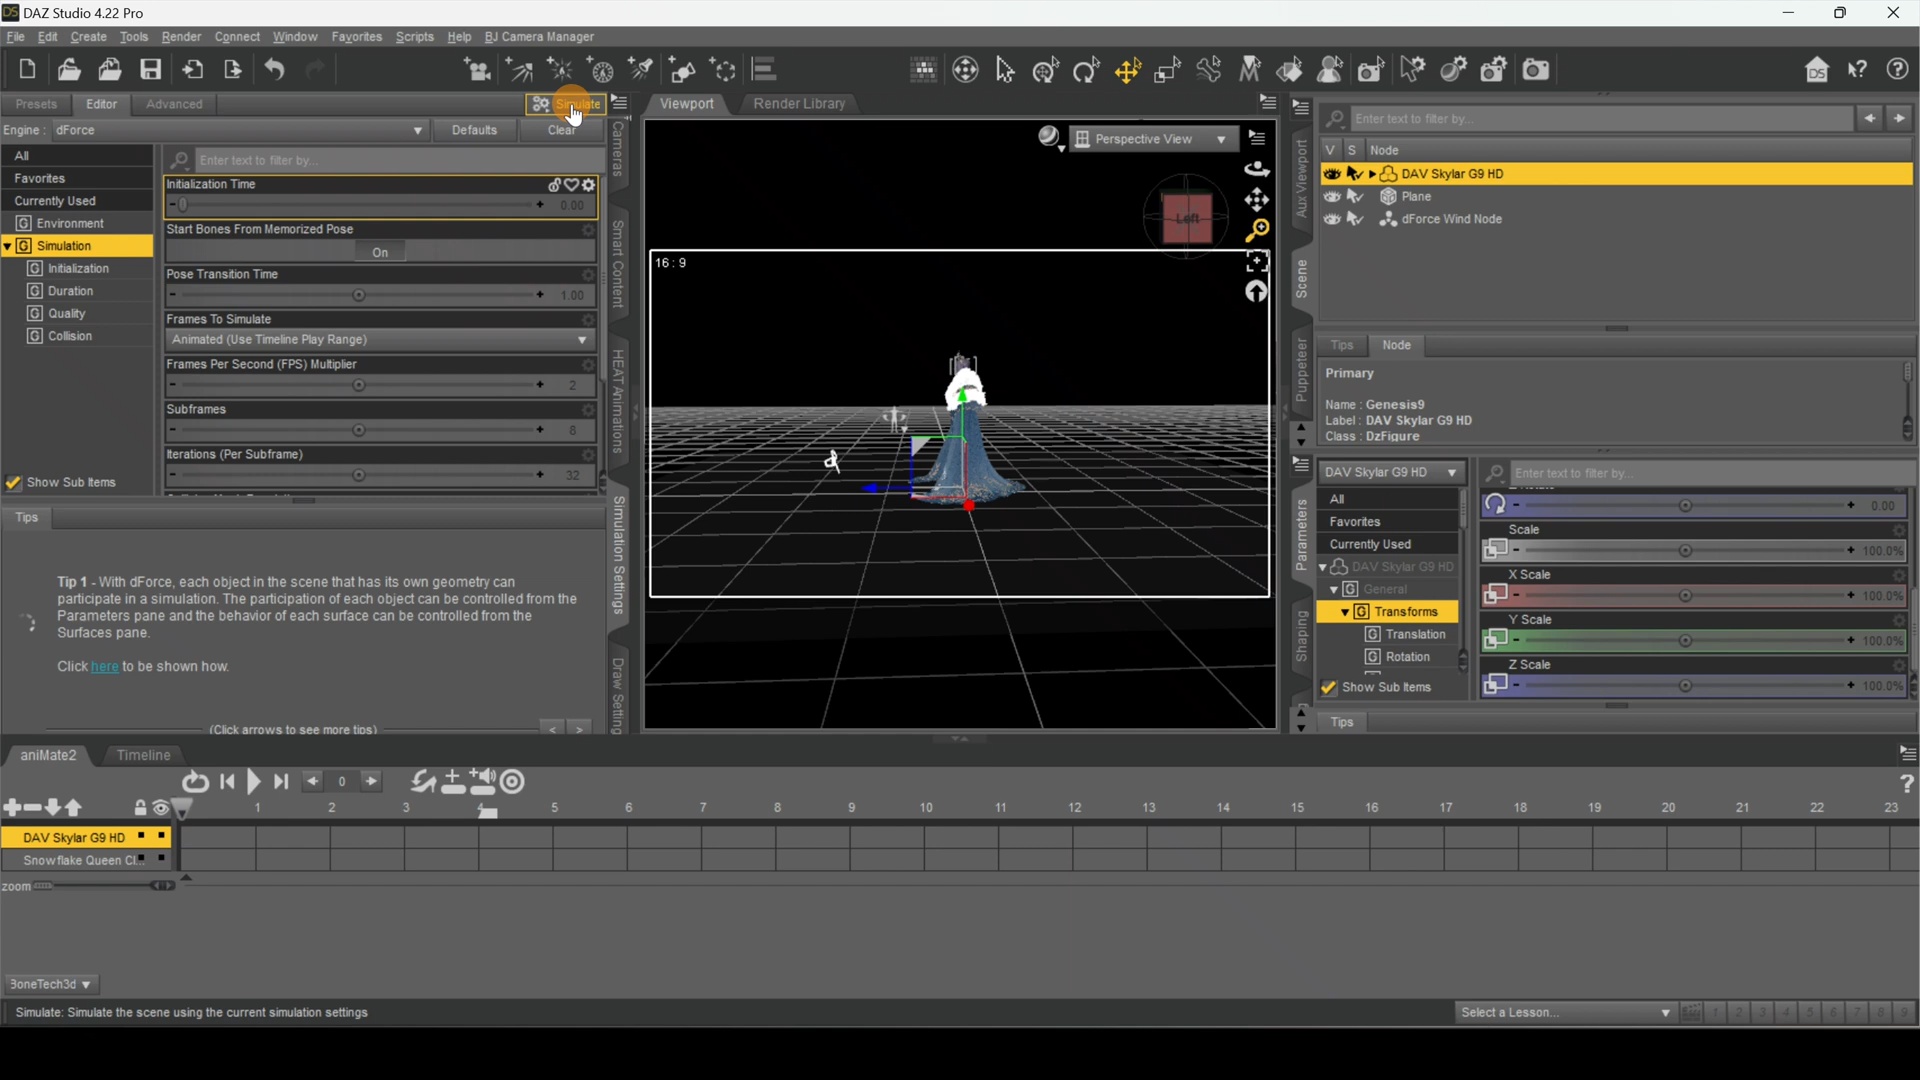 DAZ Studio 4.22 Pro
File Edit Create Tools Render Connect Window Favorites Scripts Help BJ Camera Manager
Presets Editor Advanced Simulate
Engine : dForce Defaults Clear
All
Favorites
Currently Used
Environment
Simulation
Initialization
Duration
Quality
Collision
Show Sub Items
Enter text to filter by...
Initialization Time
0.00
Start Bones From Memorized Pose
On
Pose Transition Time
1.00
Frames To Simulate
Animated (Use Timeline Play Range)
Frames Per Second (FPS) Multiplier
2
Subframes
8
Iterations (Per Subframe)
32
Cameras
Smart Content
HEAT Animations
Simulation Settings
Draw Setting
Tips
Tip 1 - With dForce, each object in the scene that has its own geometry can
participate in a simulation. The participation of each object can be controlled from the
Parameters pane and the behavior of each surface can be controlled from the
Surfaces pane.
Click here to be shown how.
(Click arrows to see more tips)
< >
Viewport Render Library
Perspective View
Left
16 : 9
Aux Viewport
Scene
Puppeteer
Parameters
Shaping
Enter text to filter by...
V S Node
DAV Skylar G9 HD
Plane
dForce Wind Node
Tips Node
Primary
Name : Genesis9
Label : DAV Skylar G9 HD
Class : DzFigure
DAV Skylar G9 HD
Enter text to filter by...
All
Favorites
Currently Used
DAV Skylar G9 HD
General
Transforms
Translation
Rotation
Show Sub Items
0.00
Scale
100.0%
X Scale
100.0%
Y Scale
100.0%
Z Scale
100.0%
Tips
aniMate2 Timeline
0
1 2 3 4 5 6 7 8 9 10 11 12 13 14 15 16 17 18 19 20 21 22 23
DAV Skylar G9 HD
Snowflake Queen Cl...
zoom
BoneTech3d
Simulate: Simulate the scene using the current simulation settings
Select a Lesson...
1 2 3 4 5 6 7 8 9